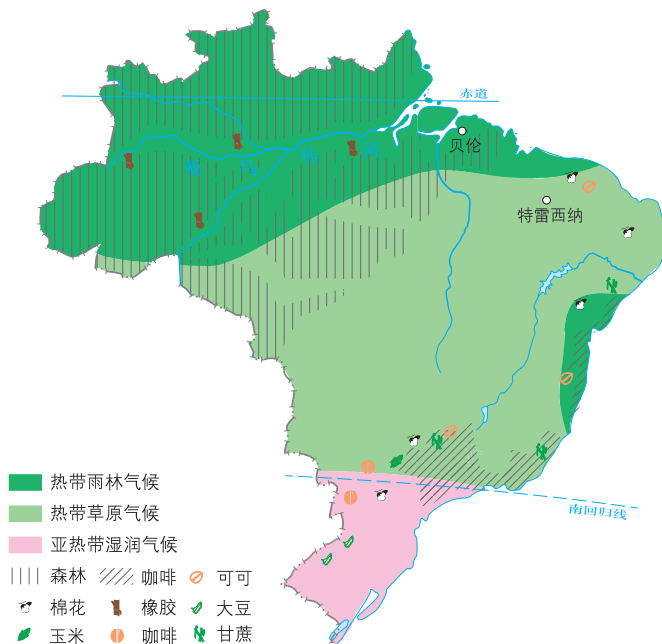 赤道
亚马孙河
贝伦
特雷西纳
南回归线
热带雨林气候
热带草原气候
亚热带湿润气候
森林 咖啡 可可
棉花 橡胶 大豆
玉米 咖啡 甘蔗